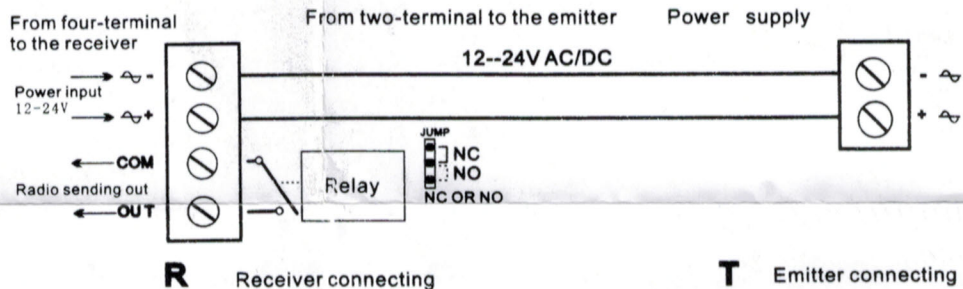 From four-terminal
to the receiver
From two-terminal to the emitter
Power supply
12--24V AC/DC
-
Power input
12-24V
+
-
+
JUMP
NC
NO
NC OR NO
COM
Radio sending out
OUT
Relay
R Receiver connecting
T Emitter connecting